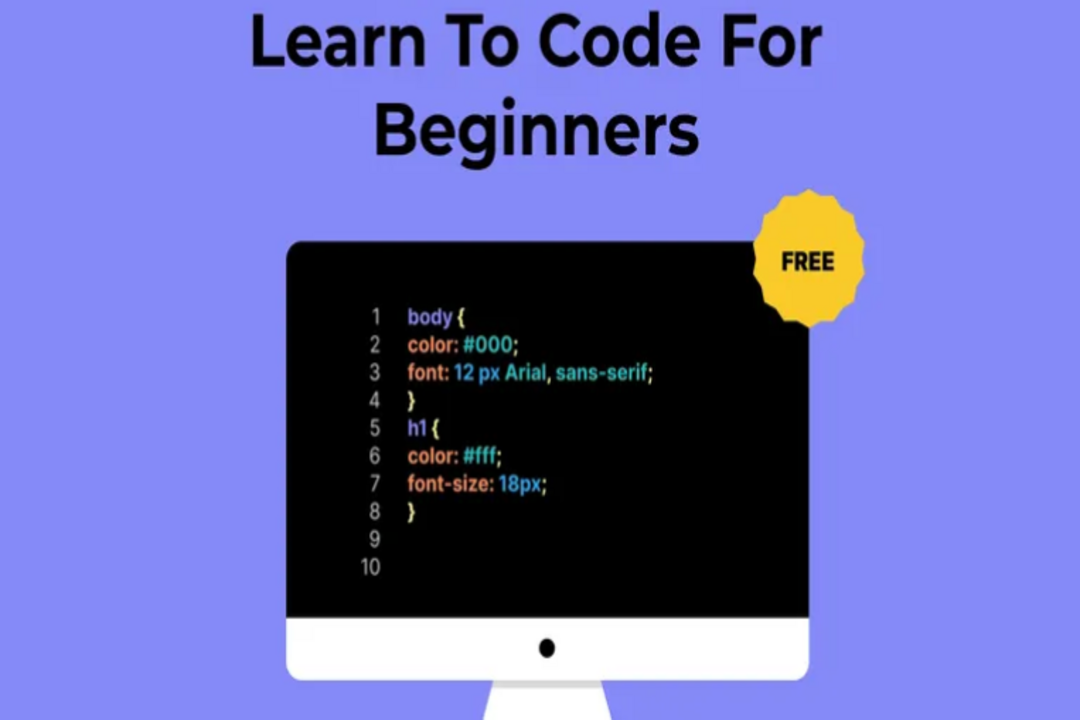 Learn To Code For
Beginners
FREE
1 body {
2 color: #000;
3 font: 12 px Arial, sans-serif;
4 }
5 h1 {
6 color: #fff;
7 font-size: 18px;
8 }
9
10